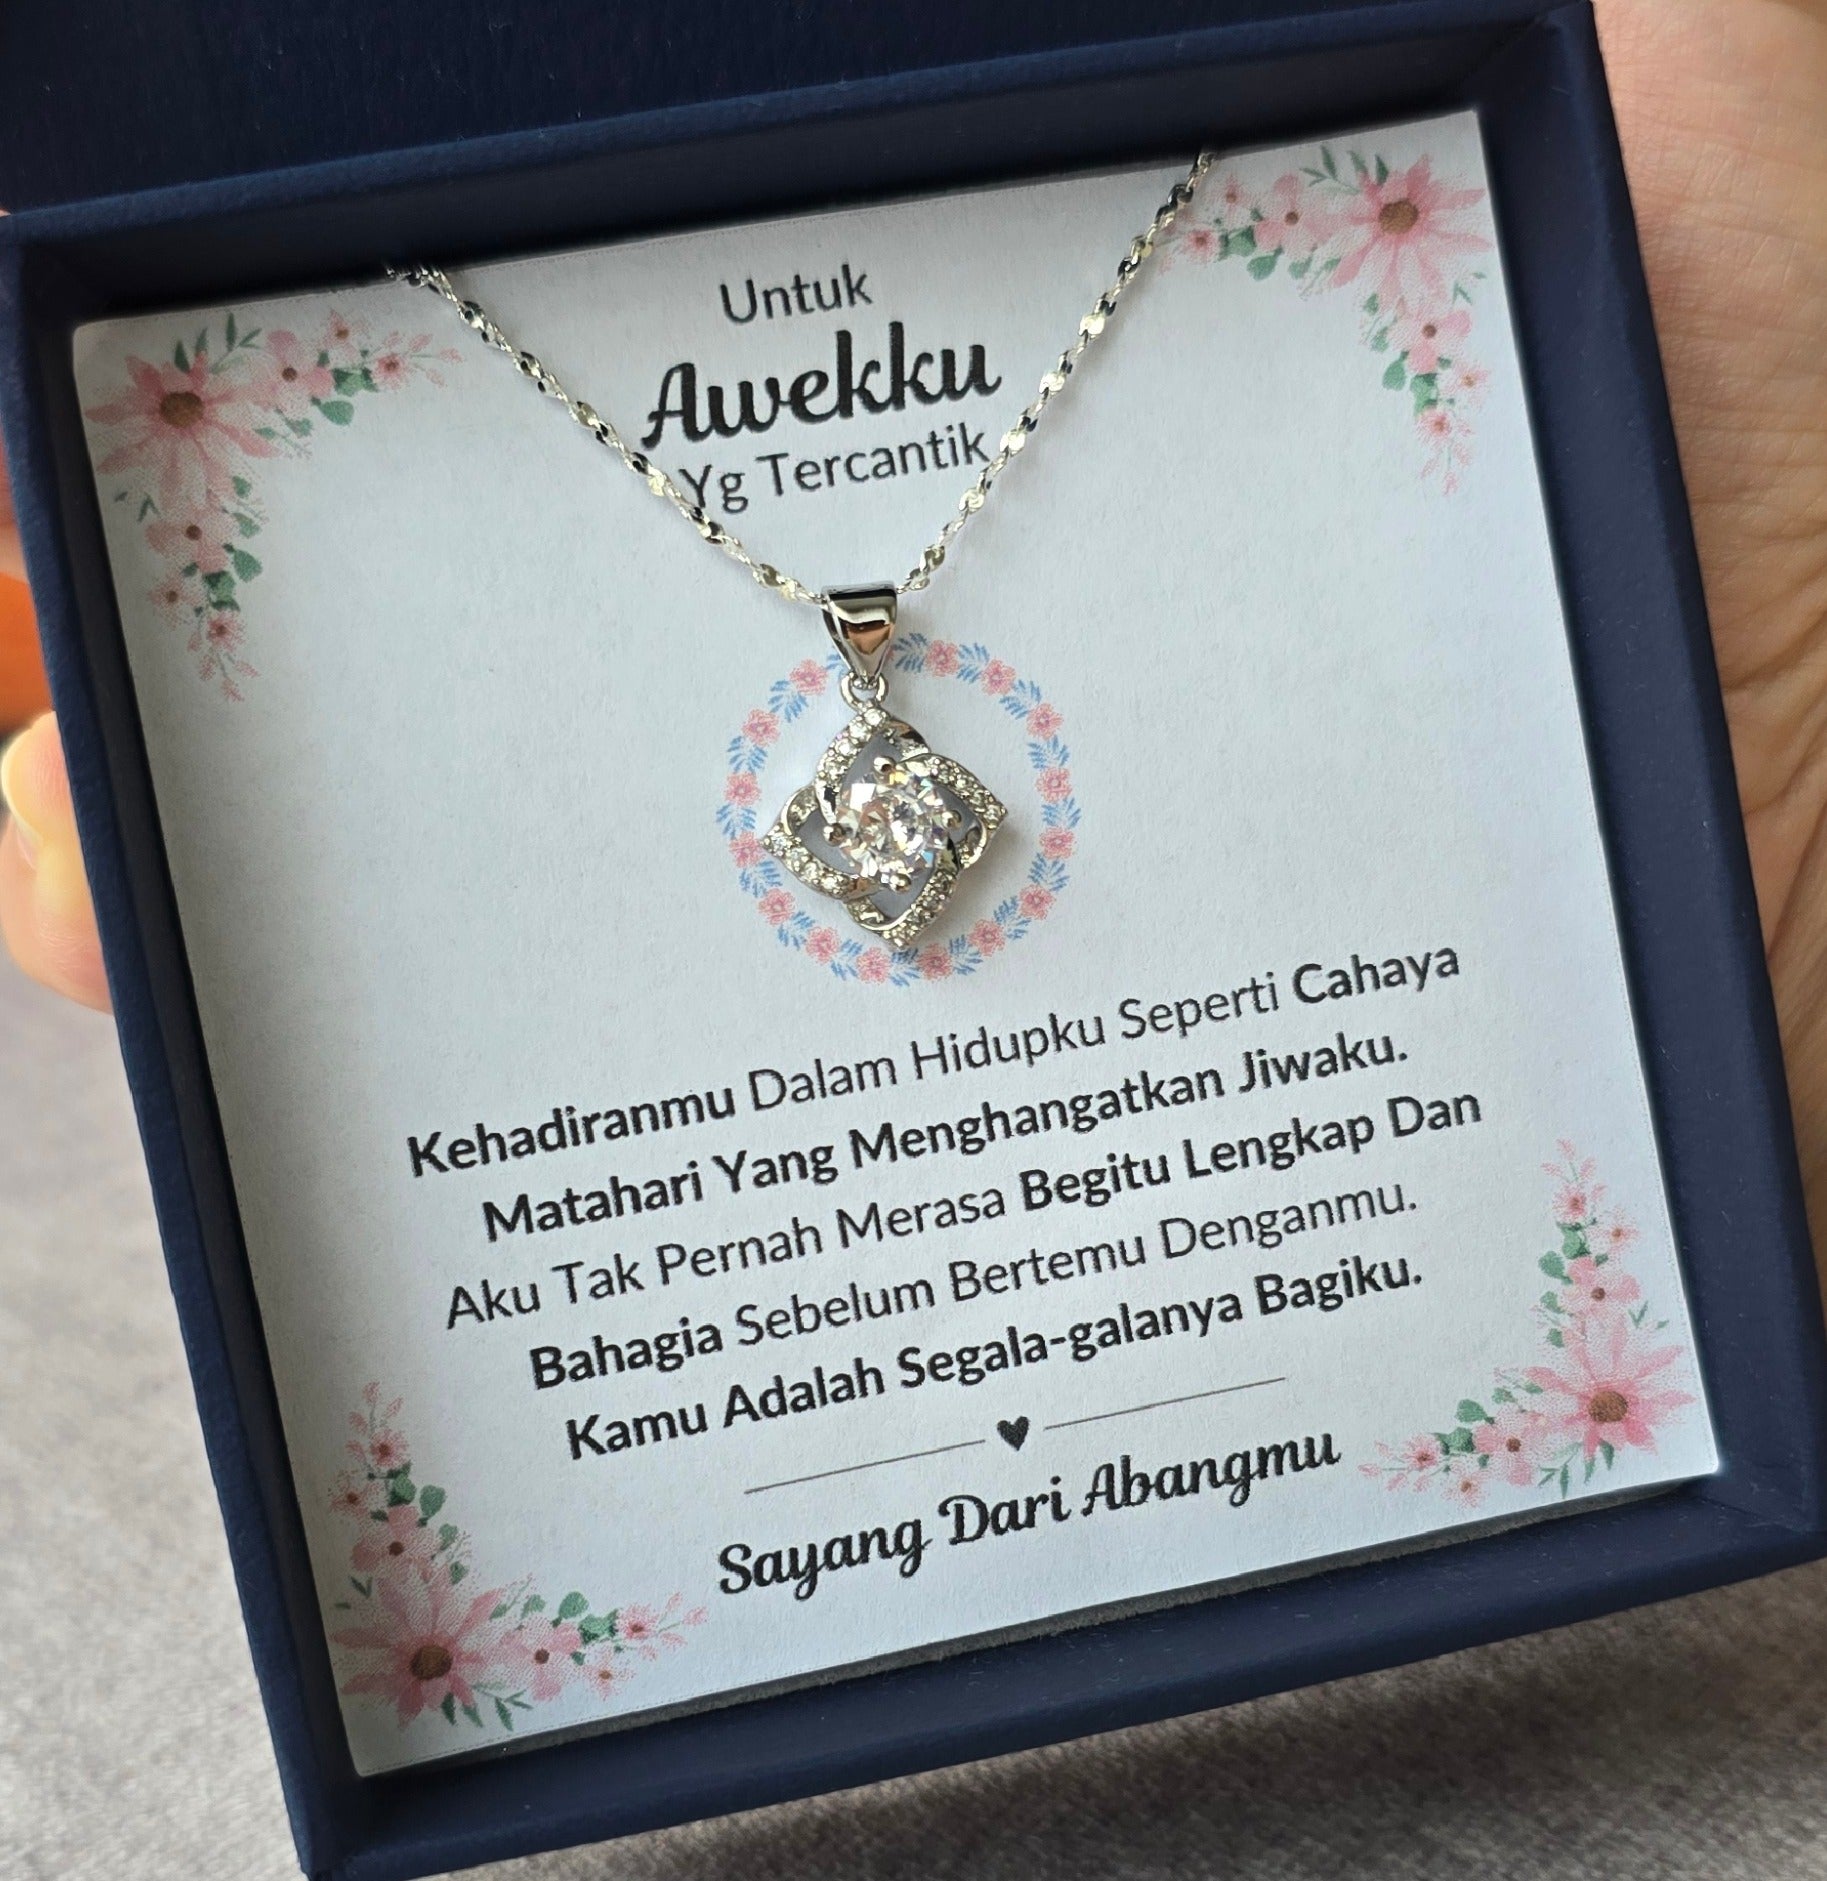 Untuk
Awekku
Yg Tercantik
Kehadiranmu Dalam Hidupku Seperti Cahaya
Matahari Yang Menghangatkan Jiwaku.
Aku Tak Pernah Merasa Begitu Lengkap Dan
Bahagia Sebelum Bertemu Denganmu.
Kamu Adalah Segala-galanya Bagiku.
Sayang Dari Abangmu